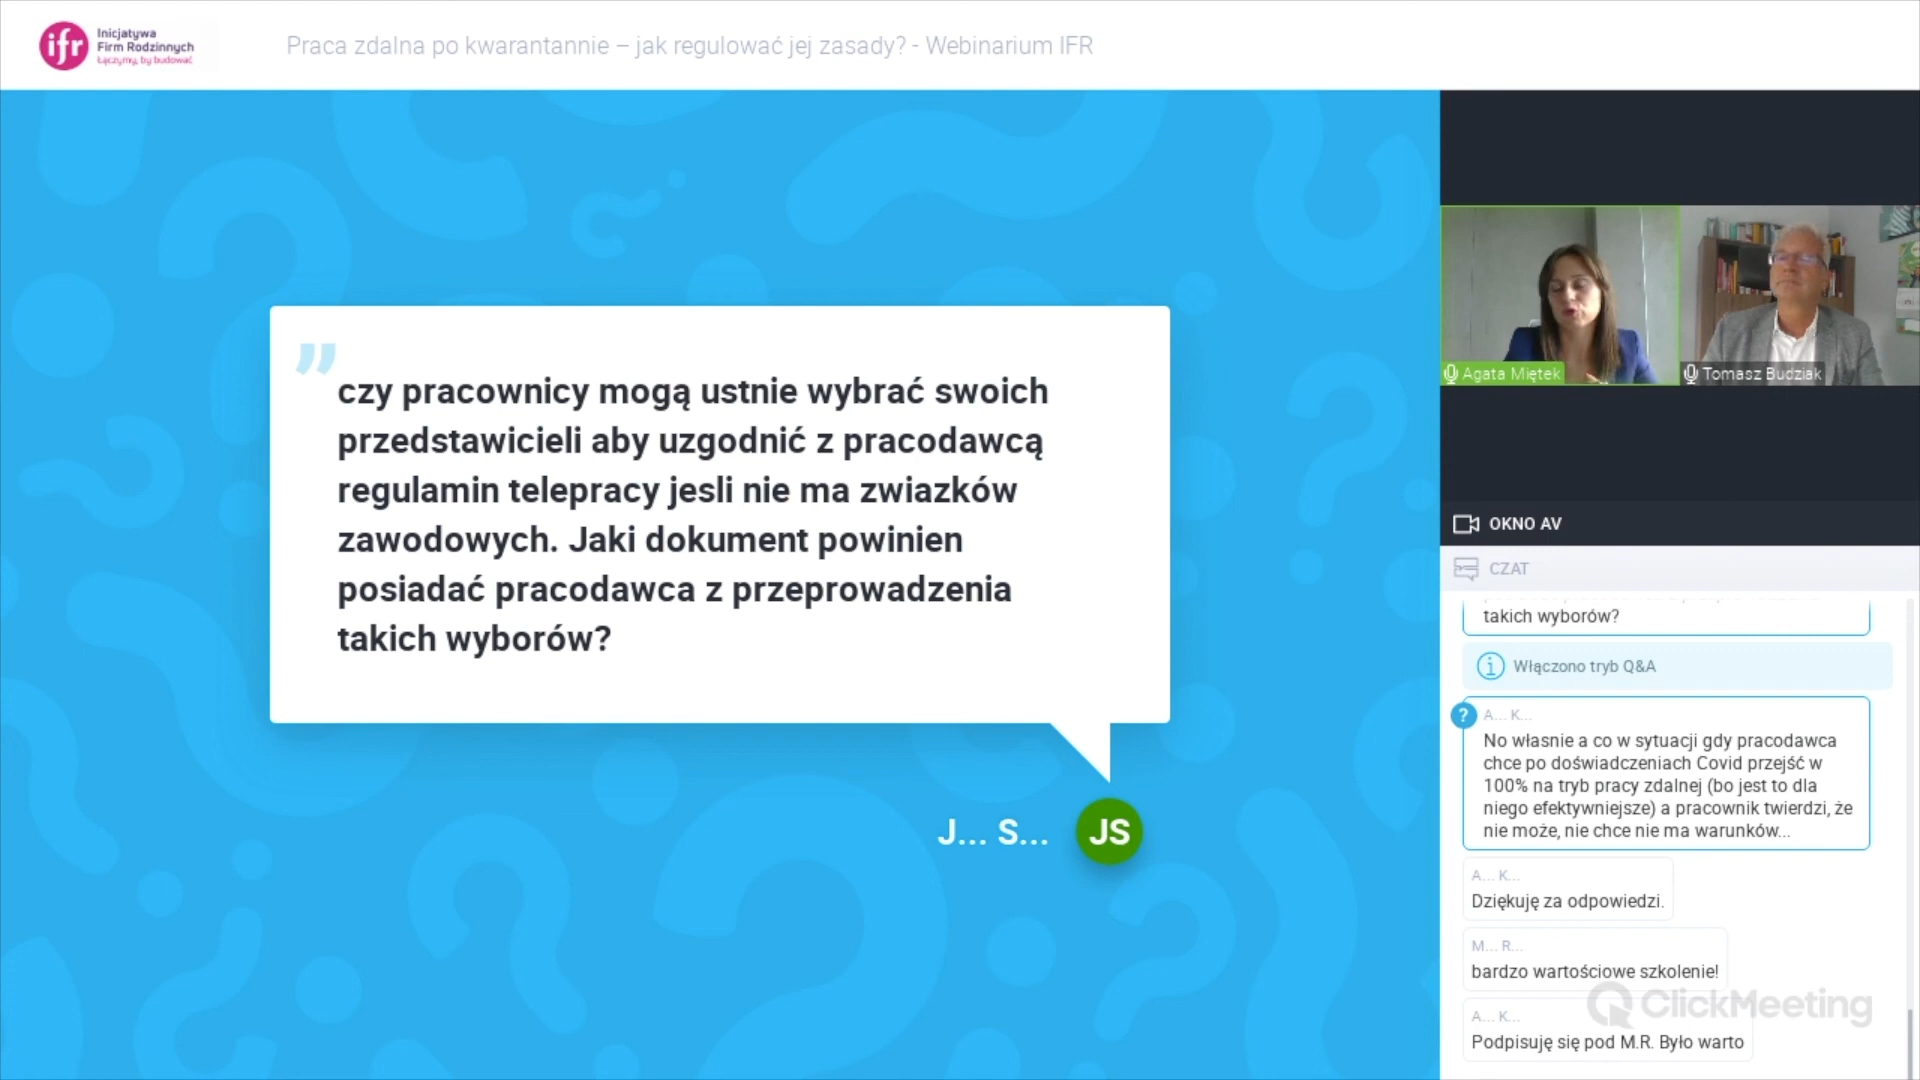 ifr
Inicjatywa
Firm Rodzinnych
Łączymy, by budować
Praca zdalna po kwarantannie – jak regulować jej zasady? - Webinarium IFR
”
czy pracownicy mogą ustnie wybrać swoich
przedstawicieli aby uzgodnić z pracodawcą
regulamin telepracy jesli nie ma zwiazków
zawodowych. Jaki dokument powinien
posiadać pracodawca z przeprowadzenia
takich wyborów?
J... S... JS
Agata Miętek
Tomasz Budziak
OKNO AV
CZAT
takich wyborów?
Włączono tryb Q&A
? A... K...
No własnie a co w sytuacji gdy pracodawca
chce po doświadczeniach Covid przejść w
100% na tryb pracy zdalnej (bo jest to dla
niego efektywniejsze) a pracownik twierdzi, że
nie może, nie chce nie ma warunków...
A... K...
Dziękuję za odpowiedzi.
M... R...
bardzo wartościowe szkolenie!
ClickMeeting
A... K...
Podpisuję się pod M.R. Było warto